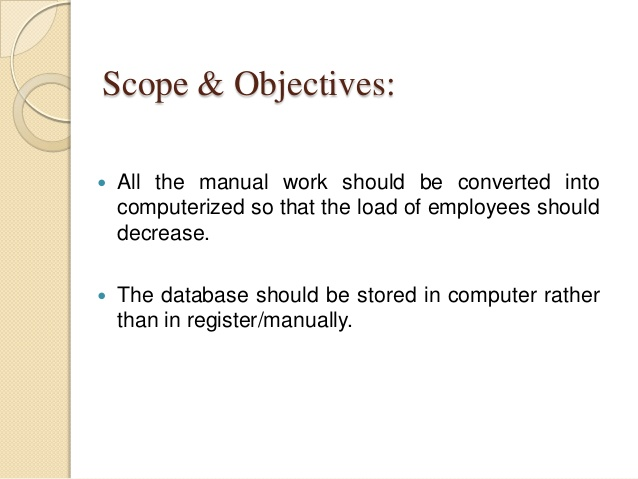 Scope & Objectives:
All the manual work should be converted into
computerized so that the load of employees should
decrease.
The database should be stored in computer rather
than in register/manually.